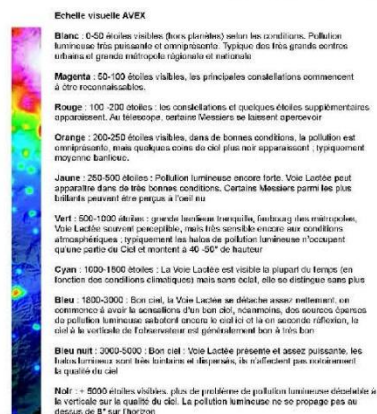 Echelle visuelle AVEX
Blanc : 0-50 étoiles visibles (hors planètes) selon les conditions. Pollution
lumineuse très puissante et omniprésente. Typique des très grands centres
urbains et grande métropole régionale et nationale
Magenta : 50-100 étoiles visibles, les principales constellations commencent
à être reconnaissables.
Rouge : 100 -200 étoiles : les constellations et quelques étoiles supplémentaires
apparaissent. Au télescope, certains Messiers se laissent apercevoir
Orange : 200-250 étoiles visibles, dans de bonnes conditions, la pollution est
omniprésente, mais quelques coins de ciel plus noir apparaissent ; typiquement
moyenne banlieue.
Jaune : 250-500 étoiles : Pollution lumineuse encore forte. Voie Lactée peut
apparaître dans de très bonnes conditions. Certains Messiers parmi les plus
brillants peuvent être perçus à l'oeil nu
Vert : 500-1000 étoiles : grande banlieue tranquille, faubourg des métropoles,
Voie Lactée souvent perceptible, mais très sensible encore aux conditions
atmosphériques ; typiquement les halos de pollution lumineuse n'occupent
qu'une partie du Ciel et montent à 40 -50° de hauteur
Cyan : 1000-1800 étoiles : La Voie Lactée est visible la plupart du temps (en
fonction des conditions climatiques) mais sans éclat, elle se distingue sans plus
Bleu : 1800-3000 : Bon ciel, la Voie Lactée se détache assez nettement, on
commence à avoir la sensations d'un bon ciel, néanmoins, des sources éparses
de pollution lumineuse sabotent encore le ciel ici et là en seconde réflexion, le
ciel à la verticale de l'observateur est généralement bon à très bon
Bleu nuit : 3000-5000 : Bon ciel : Voie Lactée présente et assez puissante, les
halos lumineux sont très lointains et dispersés, ils n'affectent pas notoirement
la qualité du ciel
Noir : + 5000 étoiles visibles, plus de problème de pollution lumineuse décelable à
la verticale sur la qualité du ciel. La pollution lumineuse ne se propage pas au
dessus de 8° sur l'horizon